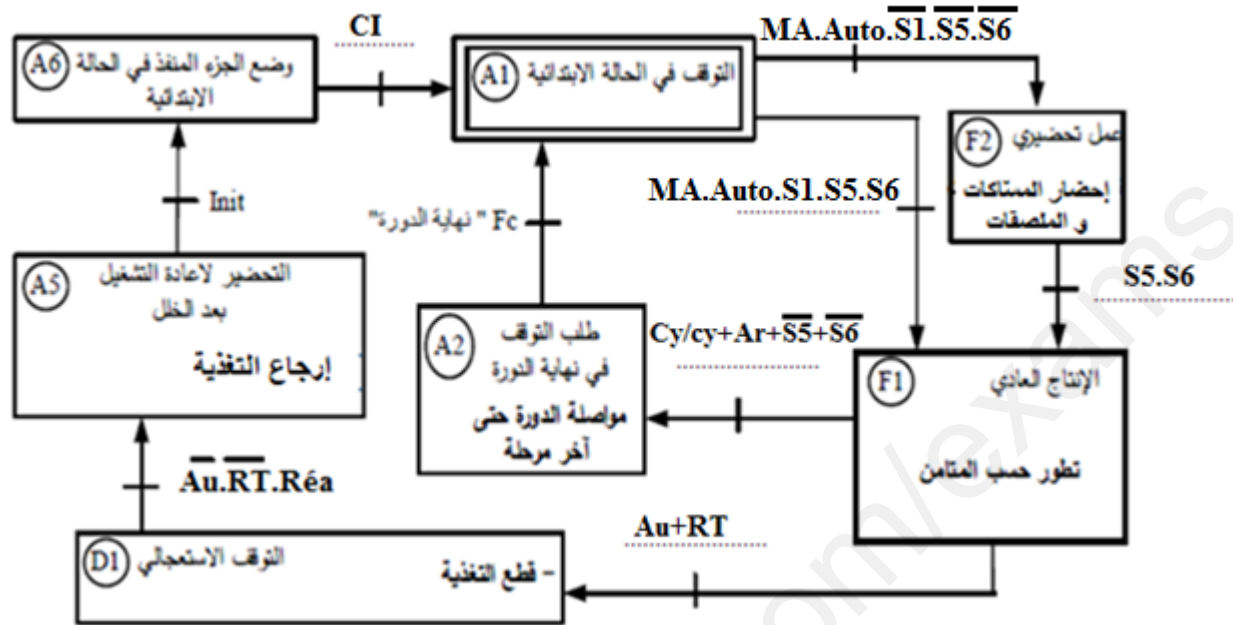 CI
MA.Auto.S̅1̅.S̅5̅.S̅6̅
A6
وضع الجزء المنفذ في الحالة
الابتدائية
A1
التوقف في الحالة الابتدائية
F2
عمل تحضيري
إحضار المستاكات
و الملصقات
Init
"نهاية الدورة" Fc
MA.Auto.S1.S5.S6
S5.S6
A5
التحضير لاعادة التشغيل
بعد الخلل
إرجاع التغذية
A2
طلب التوقف
في نهاية الدورة
مواصلة الدورة حتى
آخر مرحلة
Cy/cy+Ar+S̅5̅+S̅6̅
F1
الإنتاج العادي
تطور حسب المتامن
A̅u̅.R̅T̅.Réa
Au+RT
D1
التوقف الاستعجالي
- قطع التغذية
om/exams